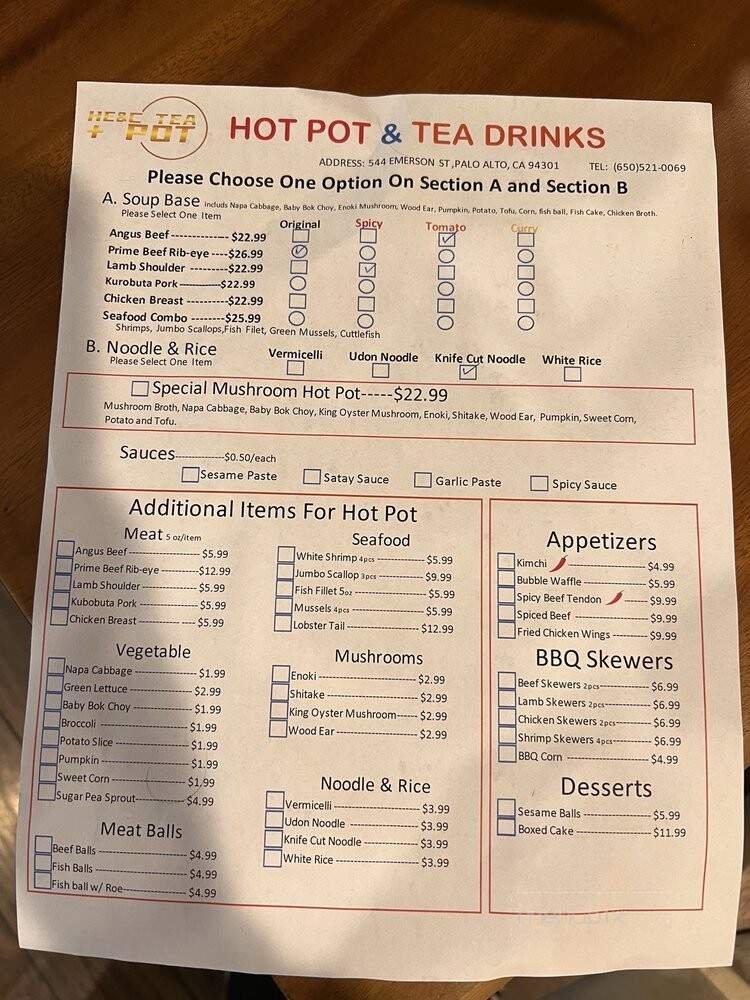 HE&C TEA
+ POT
HOT POT & TEA DRINKS
ADDRESS: 544 EMERSON ST ,PALO ALTO, CA 94301 TEL: (650)521-0069
Please Choose One Option On Section A and Section B
A. Soup Base Includs Napa Cabbage, Baby Bok Choy, Enoki Mushroom, Wood Ear, Pumpkin, Potato, Tofu, Corn, fish ball, Fish Cake, Chicken Broth.
Please Select One Item
Original Spicy Tomato Curry
Angus Beef---------------$22.99
Prime Beef Rib-eye ----$26.99
Lamb Shoulder ---------$22.99
Kurobuta Pork----------$22.99
Chicken Breast ----------$22.99
Seafood Combo --------$25.99
Shrimps, Jumbo Scallops,Fish Filet, Green Mussels, Cuttlefish
B. Noodle & Rice
Please Select One Item
Vermicelli Udon Noodle Knife Cut Noodle White Rice
Special Mushroom Hot Pot-----$22.99
Mushroom Broth, Napa Cabbage, Baby Bok Choy, King Oyster Mushroom, Enoki, Shitake, Wood Ear, Pumpkin, Sweet Corn,
Potato and Tofu.
Sauces--------------$0.50/each
Sesame Paste Satay Sauce Garlic Paste Spicy Sauce
Additional Items For Hot Pot
Meat 5 oz/item
Angus Beef ------------------ $5.99
Prime Beef Rib-eye ---------$12.99
Lamb Shoulder -------------- $5.99
Kubobuta Pork -------------- $5.99
Chicken Breast -------------- $5.99
Vegetable
Napa Cabbage ----------------- $1.99
Green Lettuce ----------------- $2.99
Baby Bok Choy ---------------- $1.99
Broccoli ----------------------- $1.99
Potato Slice -------------------- $1.99
Pumpkin ----------------------- $1.99
Sweet Corn -------------------- $1.99
Sugar Pea Sprout------------- $4.99
Meat Balls
Beef Balls --------------------- $4.99
Fish Balls ---------------------- $4.99
Fish ball w/ Roe--------------- $4.99
Seafood
White Shrimp 4pcs ---------------- $5.99
Jumbo Scallop 3pcs --------------- $9.99
Fish Fillet 5oz --------------------- $5.99
Mussels 4pcs ---------------------- $5.99
Lobster Tail ----------------------- $12.99
Mushrooms
Enoki ----------------------------- $2.99
Shitake --------------------------- $2.99
King Oyster Mushroom------ $2.99
Wood Ear ------------------------ $2.99
Noodle & Rice
Vermicelli ------------------------ $3.99
Udon Noodle -------------------- $3.99
Knife Cut Noodle --------------- $3.99
White Rice ----------------------- $3.99
Appetizers
Kimchi -------------------- $4.99
Bubble Waffle ----------------- $5.99
Spicy Beef Tendon ------ $9.99
Spiced Beef -------------------- $9.99
Fried Chicken Wings --------- $9.99
BBQ Skewers
Beef Skewers 2pcs-------------- $6.99
Lamb Skewers 2pcs------------- $6.99
Chicken Skewers 2pcs---------- $6.99
Shrimp Skewers 4pcs----------- $6.99
BBQ Corn --------------------- $4.99
Desserts
Sesame Balls ------------------ $5.99
Boxed Cake -------------------- $11.99